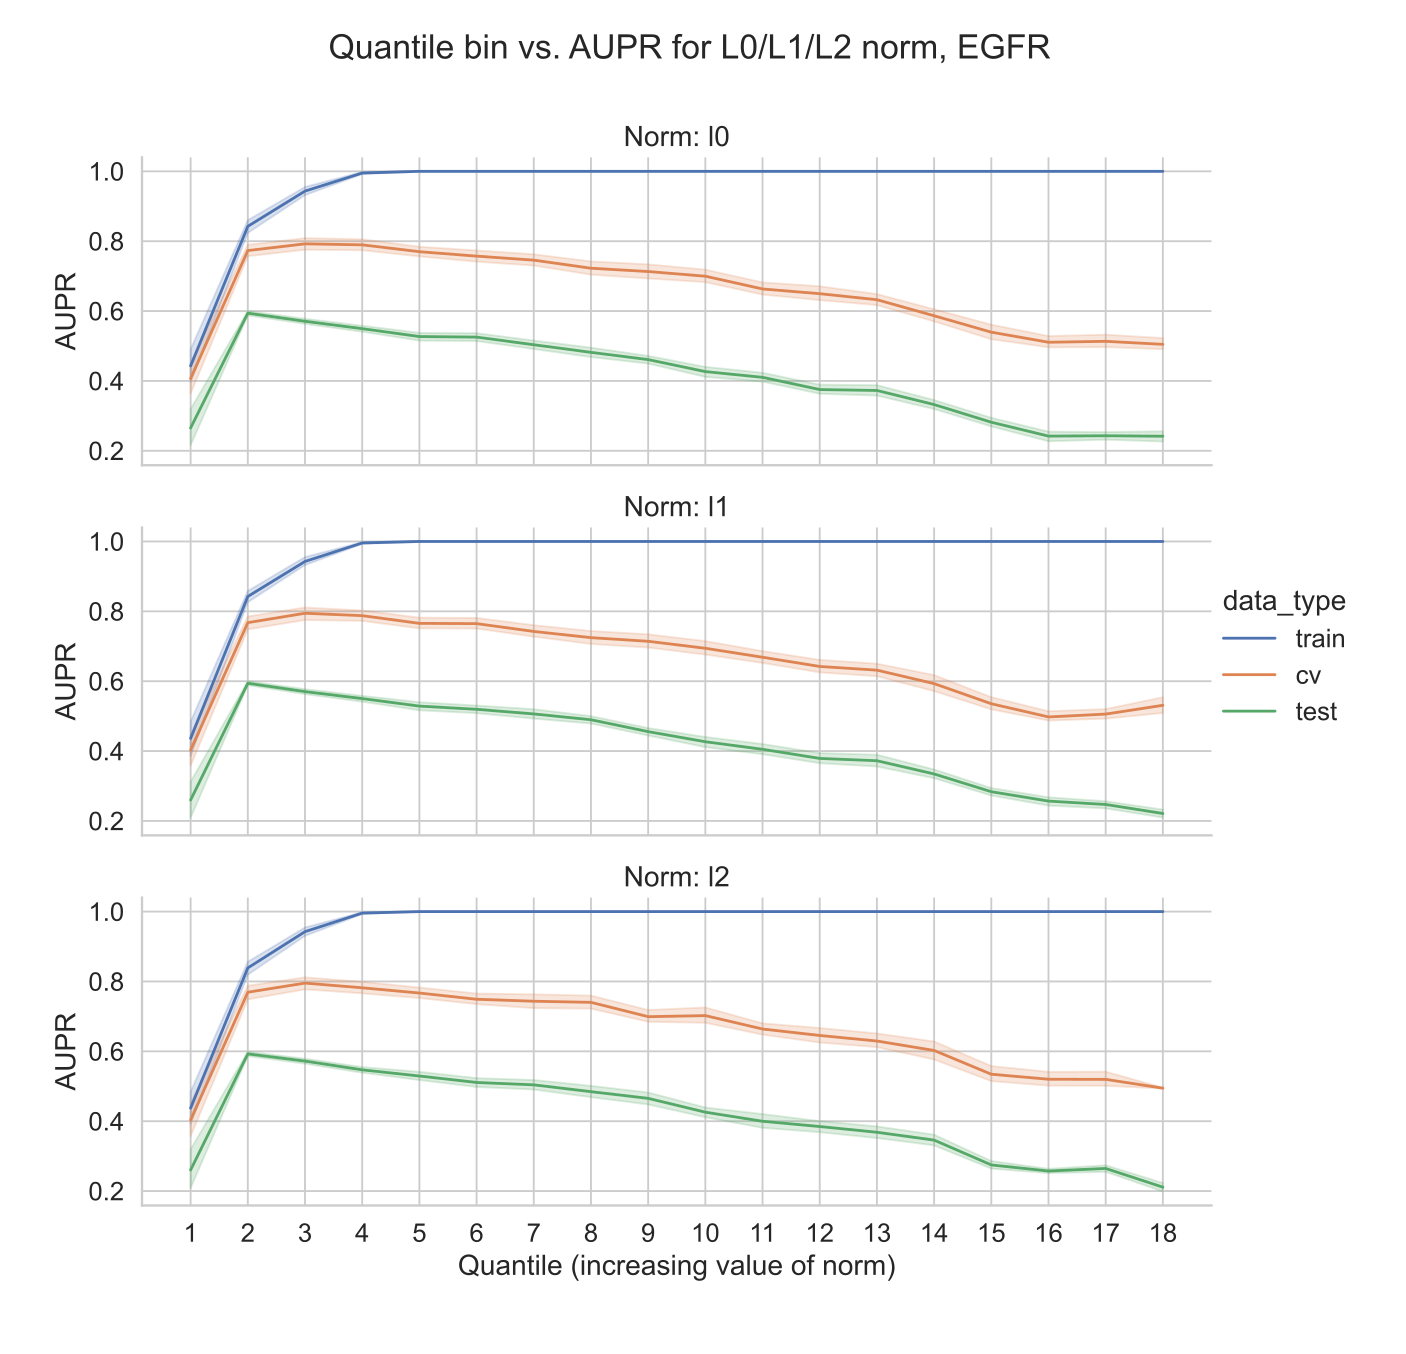 Quantile bin vs. AUPR for L0/L1/L2 norm, EGFR
Norm: l0
1.0
0.8
0.6
0.4
0.2
AUPR
Norm: l1
1.0
0.8
0.6
0.4
0.2
AUPR
data_type
train
cv
test
Norm: l2
1.0
0.8
0.6
0.4
0.2
AUPR
1 2 3 4 5 6 7 8 9 10 11 12 13 14 15 16 17 18
Quantile (increasing value of norm)